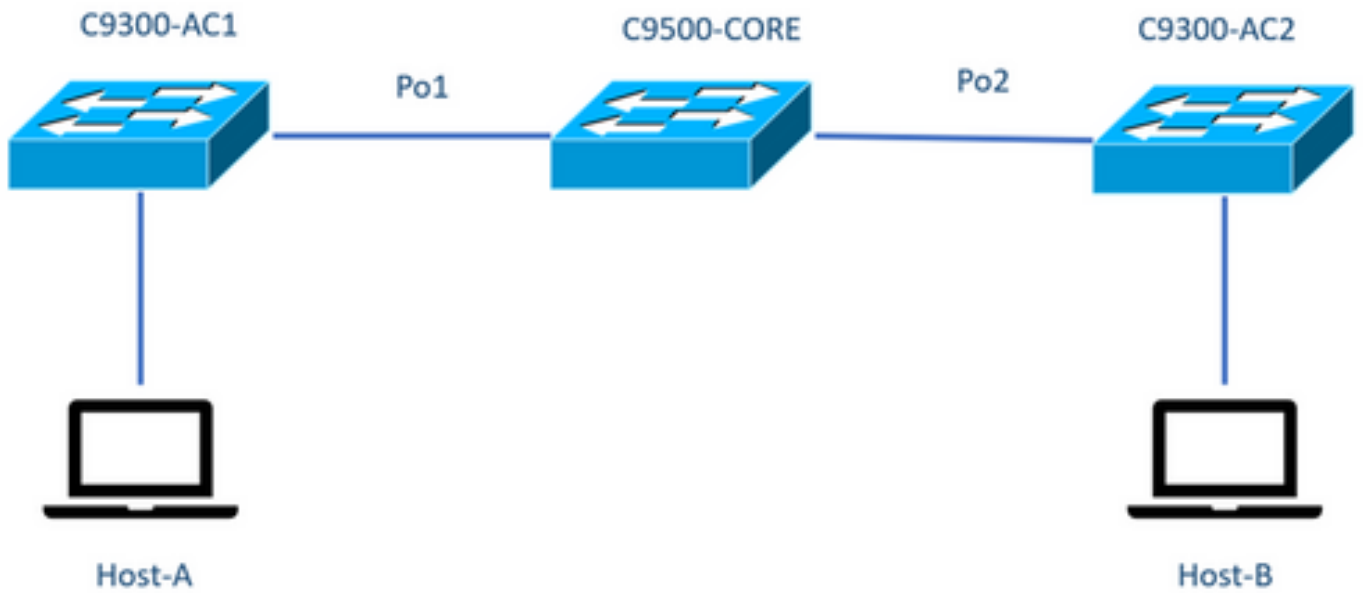 C9300-AC1
C9500-CORE
C9300-AC2
Po1
Po2
Host-A
Host-B